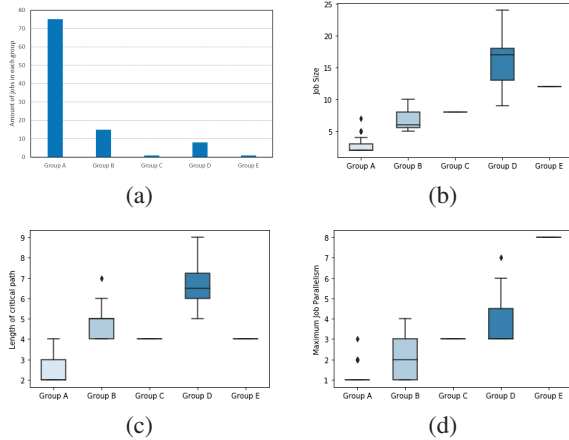 Amount of jobs in each group
80
70
60
50
40
30
20
10
0
Group A Group B Group C Group D Group E
(a)
Job Size
25
20
15
10
5
Group A Group B Group C Group D Group E
(b)
Length of critical path
9
8
7
6
5
4
3
2
Group A Group B Group C Group D Group E
(c)
Maximum Job Parallelism
8
7
6
5
4
3
2
1
Group A Group B Group C Group D Group E
(d)